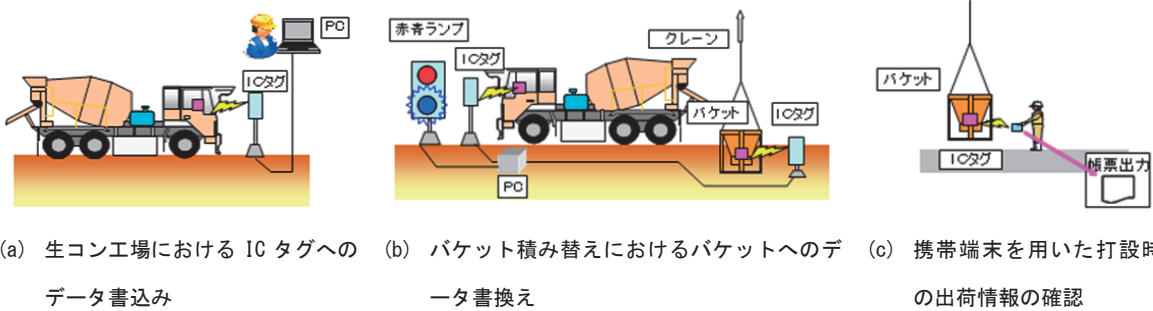 PC
ICタグ
赤青ランプ
ICタグ
クレーン
バケット
ICタグ
PC
バケット
ICタグ
帳票出力
(a) 生コン工場における IC タグへの
データ書込み
(b) バケット積み替えにおけるバケットへのデ
ータ書換え
(c) 携帯端末を用いた打設時
の出荷情報の確認